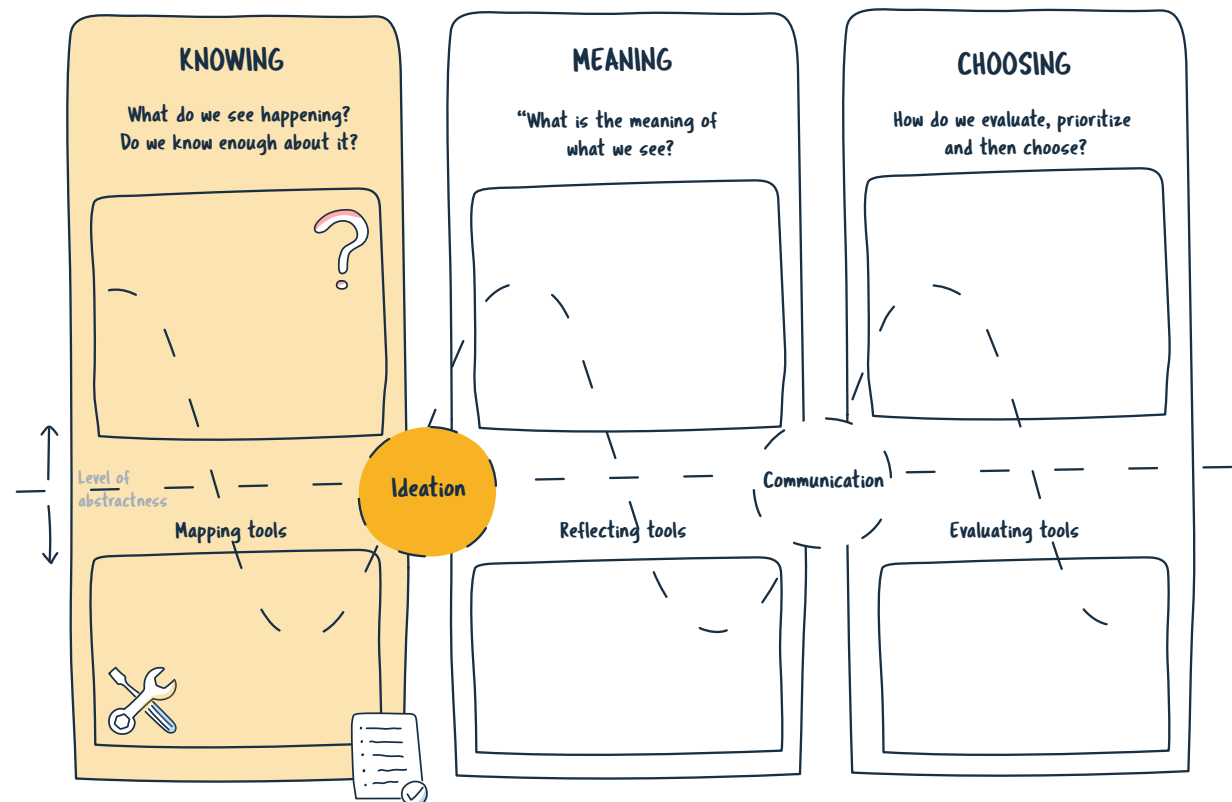 KNOWING
What do we see happening?
Do we know enough about it?
Level of
abstractness
Mapping tools
Ideation
MEANING
“What is the meaning of
what we see?
Reflecting tools
Communication
CHOOSING
How do we evaluate, prioritize
and then choose?
Evaluating tools